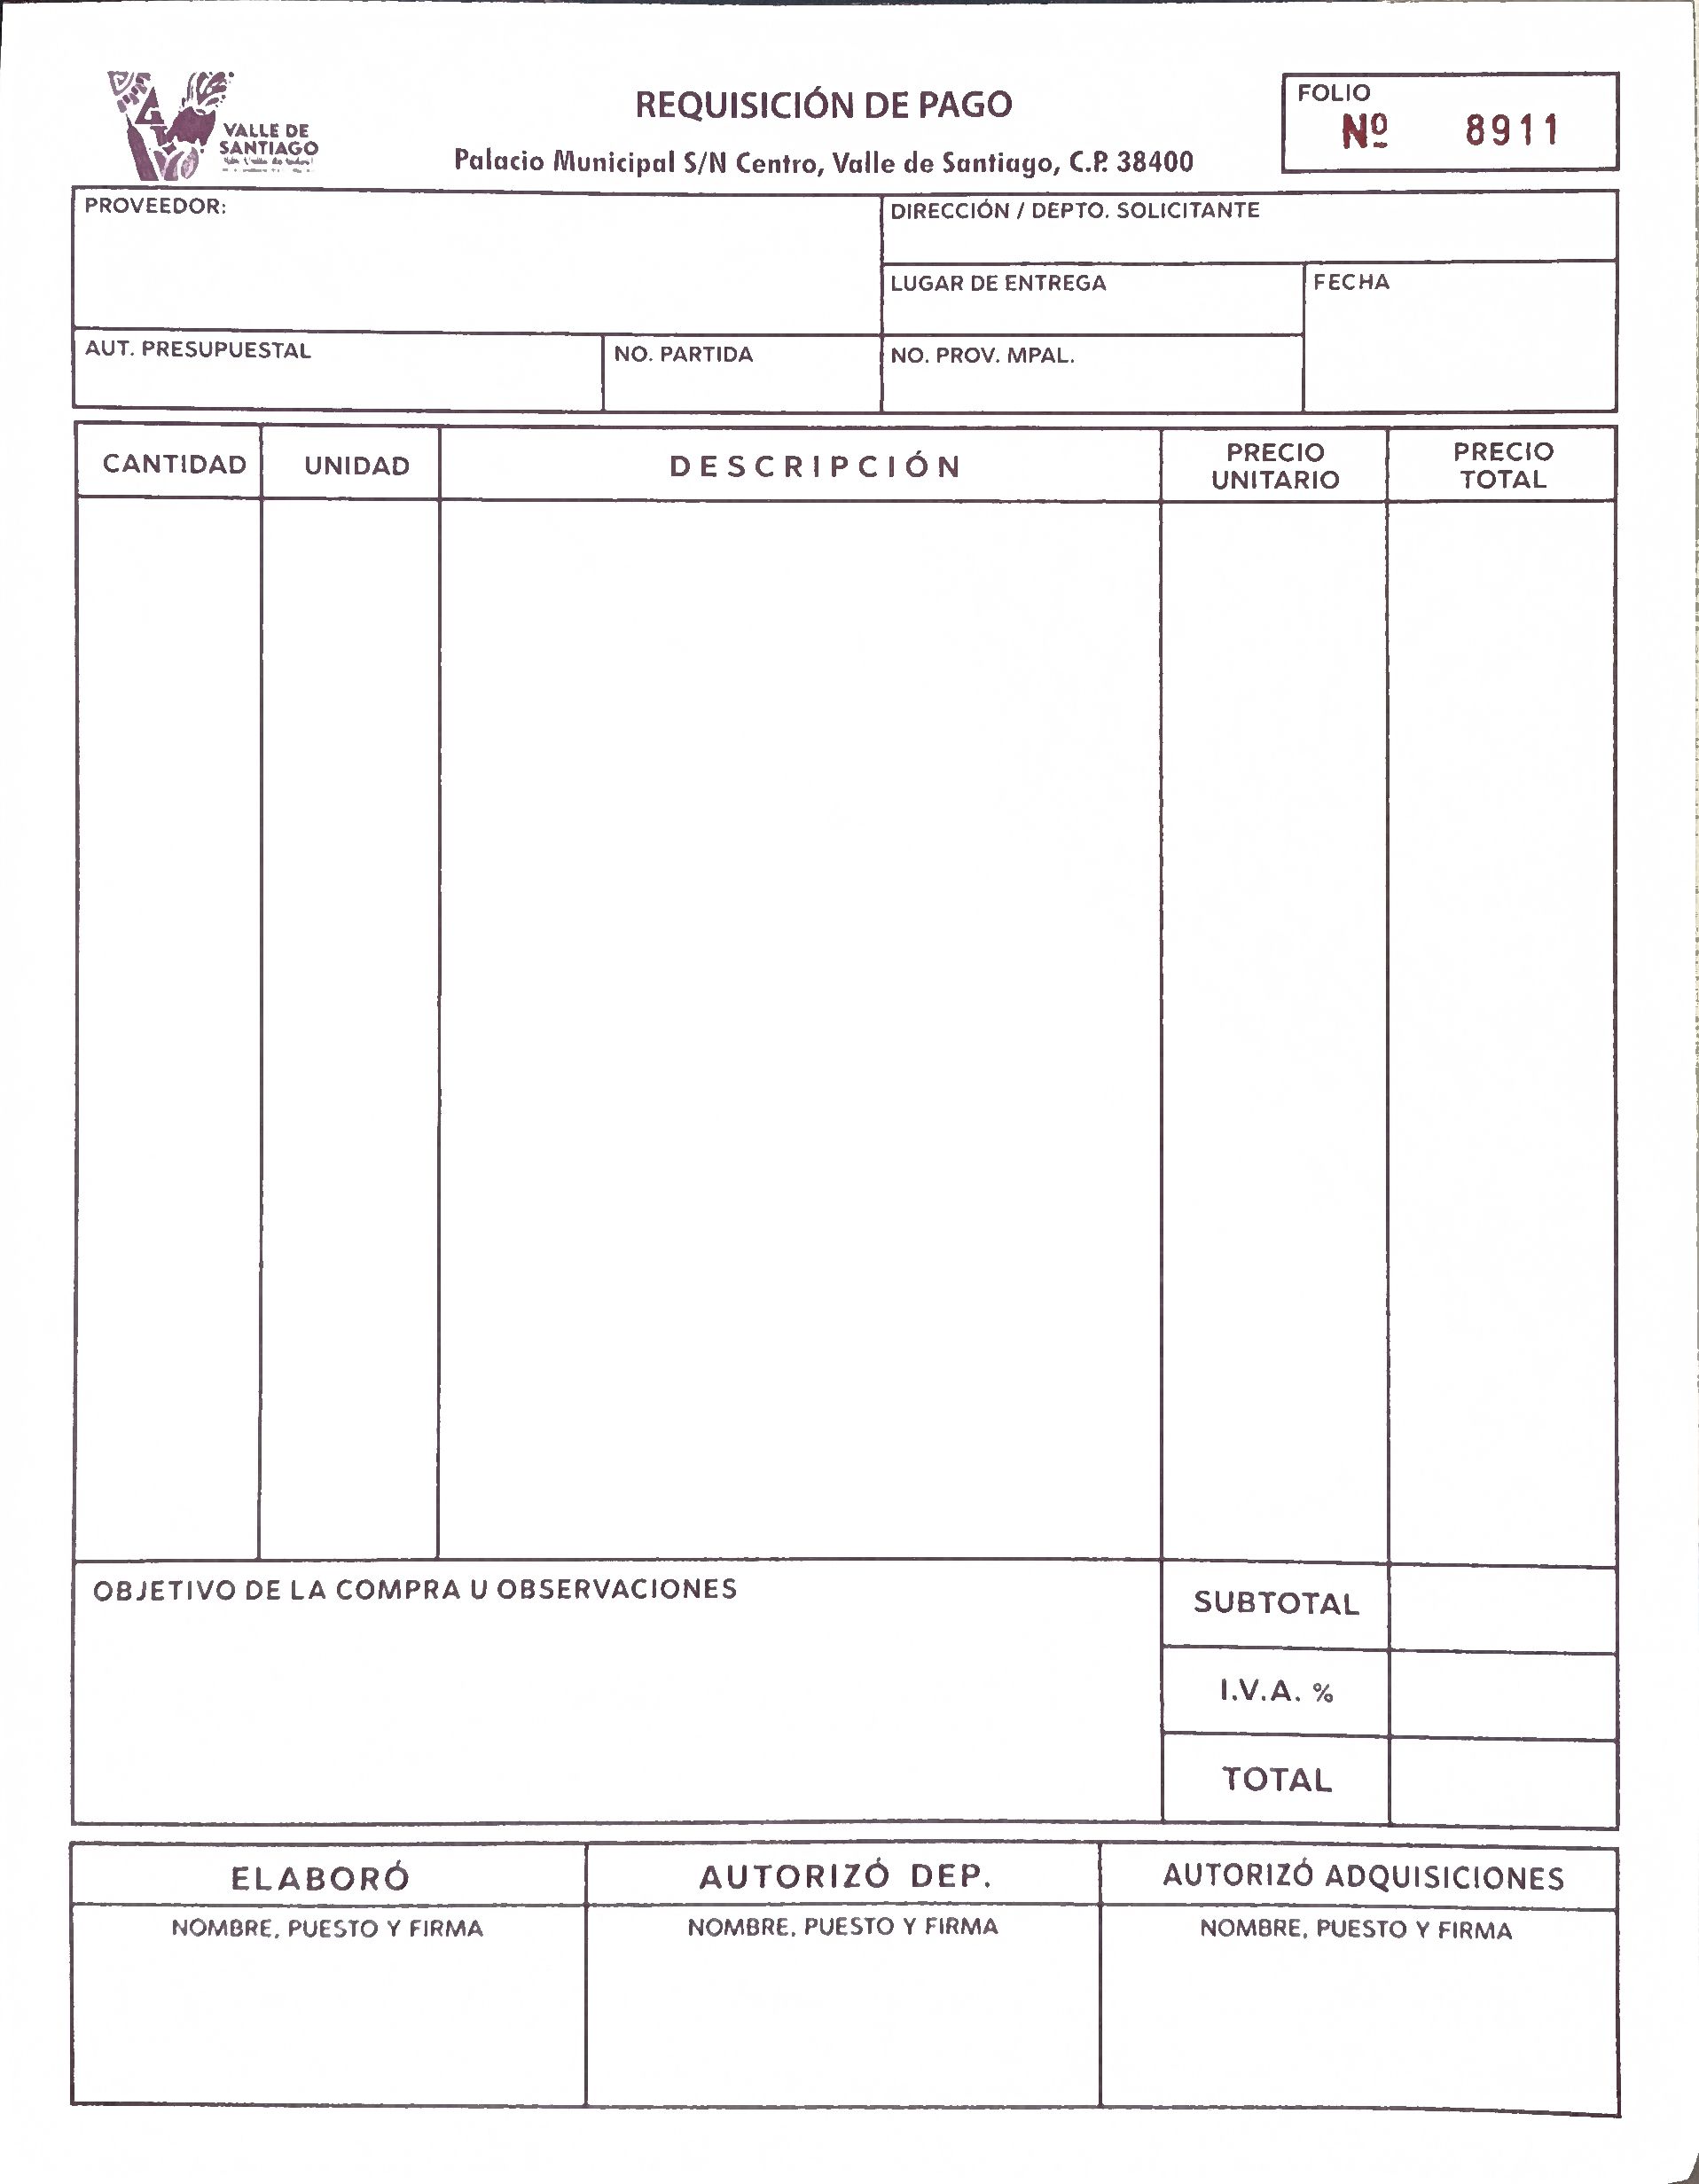 VALLE DE
SANTIAGO
REQUISICIÓN DE PAGO
Palacio Municipal S/N Centro, Valle de Santiago, C.P. 38400
FOLIO
Nº 8911
PROVEEDOR:
DIRECCIÓN / DEPTO. SOLICITANTE
LUGAR DE ENTREGA
FECHA
AUT. PRESUPUESTAL
NO. PARTIDA
NO. PROV. MPAL.
CANTIDAD
UNIDAD
DESCRIPCIÓN
PRECIO
UNITARIO
PRECIO
TOTAL
OBJETIVO DE LA COMPRA U OBSERVACIONES
SUBTOTAL
I.V.A. %
TOTAL
ELABORÓ
AUTORIZÓ DEP.
AUTORIZÓ ADQUISICIONES
NOMBRE, PUESTO Y FIRMA
NOMBRE, PUESTO Y FIRMA
NOMBRE, PUESTO Y FIRMA